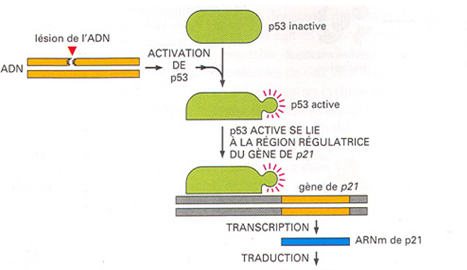 p53 inactive
lésion de l'ADN
ADN
ACTIVATION
DE
p53
p53 active
p53 ACTIVE SE LIE
À LA RÉGION RÉGULATRICE
DU GÈNE DE p21
gène de p21
TRANSCRIPTION
ARNm de p21
TRADUCTION